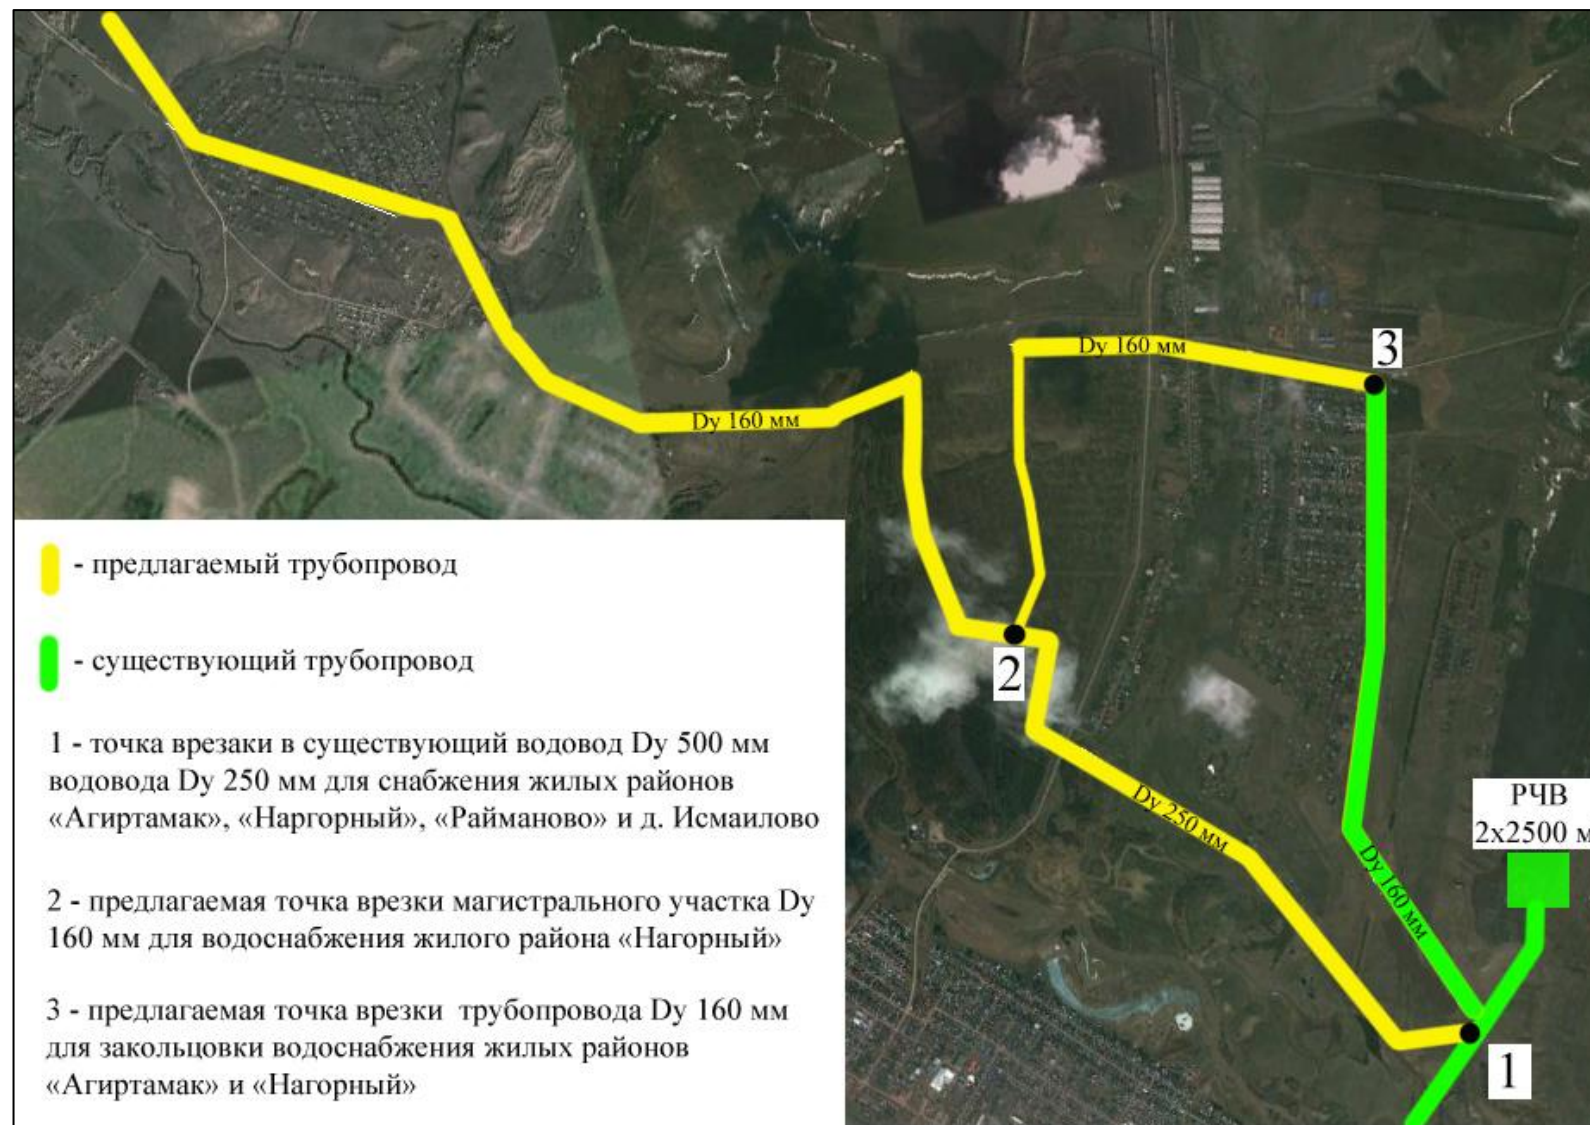 Dy 160 мм
3
Dy 160 мм
2
Dy 250 мм
Dy 160 мм
РЧВ
2x2500 м
1
- предлагаемый трубопровод
- существующий трубопровод
1 - точка врезаки в существующий водовод Dy 500 мм
водовода Dy 250 мм для снабжения жилых районов
«Агиртамак», «Наргорный», «Райманово» и д. Исмаилово
2 - предлагаемая точка врезки магистрального участка Dy
160 мм для водоснабжения жилого района «Нагорный»
3 - предлагаемая точка врезки трубопровода Dy 160 мм
для закольцовки водоснабжения жилых районов
«Агиртамак» и «Нагорный»